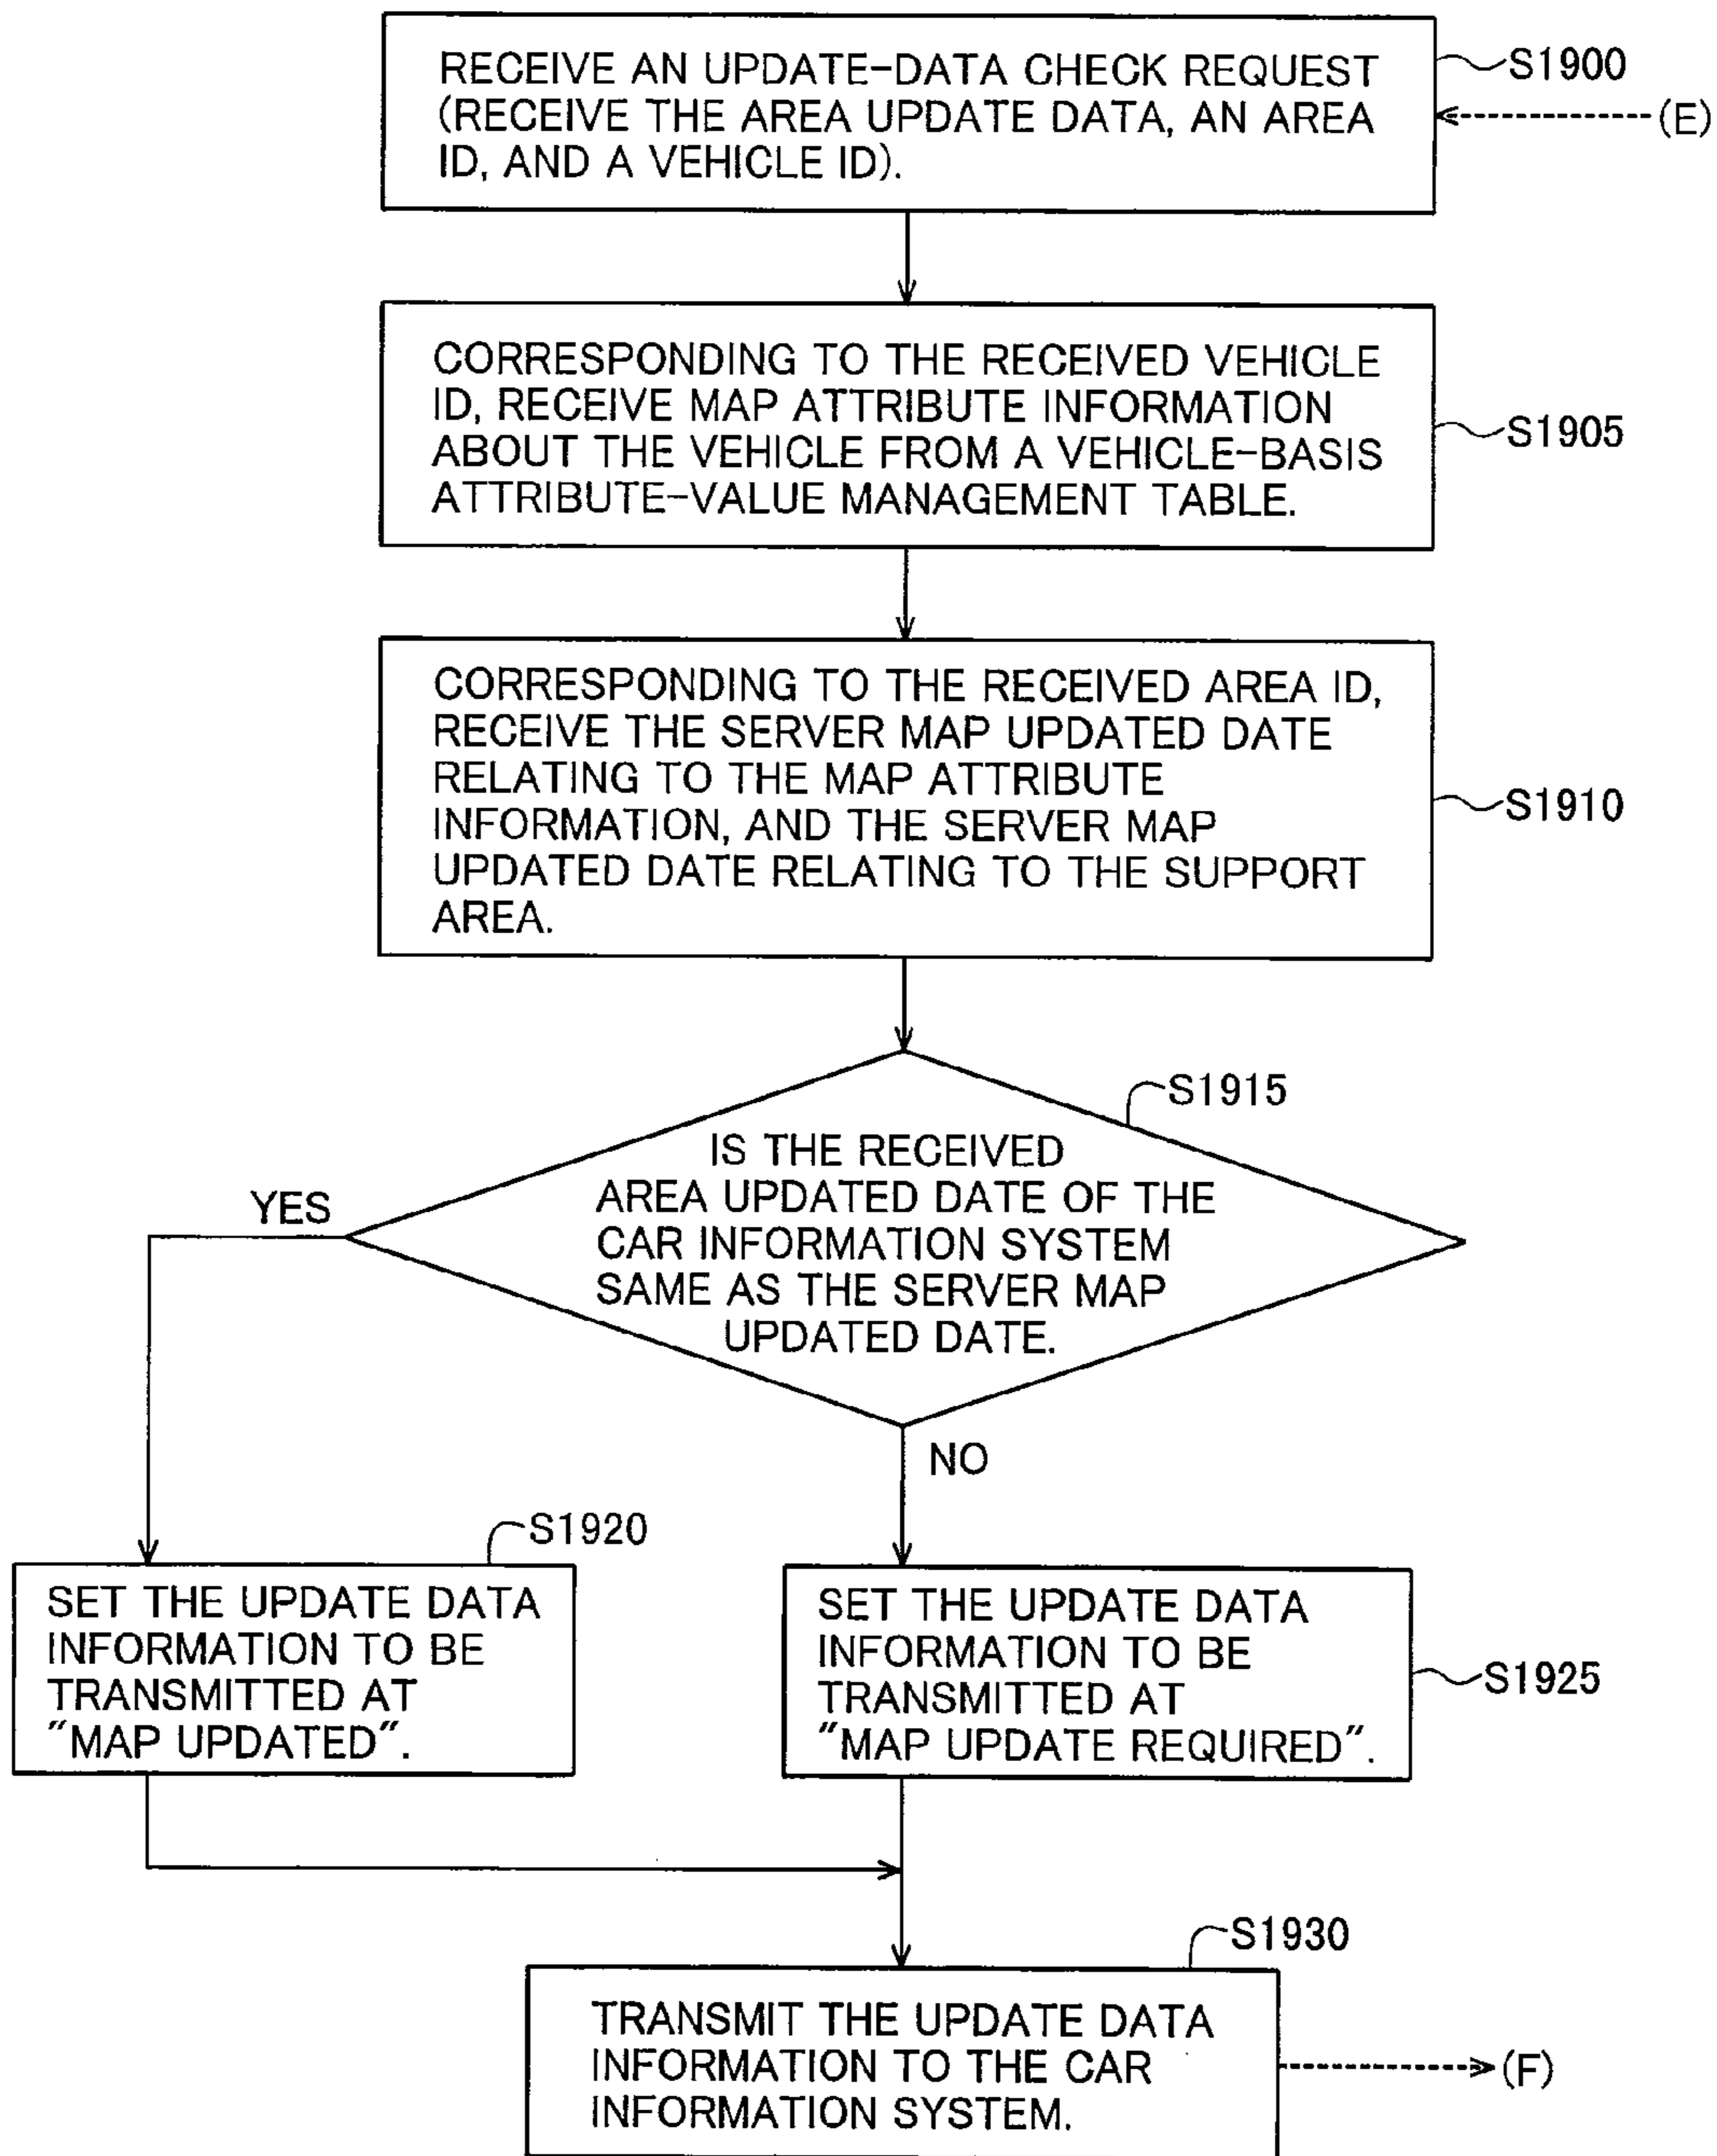 RECEIVE AN UPDATE-DATA CHECK REQUEST
(RECEIVE THE AREA UPDATE DATA, AN AREA
ID, AND A VEHICLE ID).
S1900
(E)
CORRESPONDING TO THE RECEIVED VEHICLE
ID, RECEIVE MAP ATTRIBUTE INFORMATION
ABOUT THE VEHICLE FROM A VEHICLE-BASIS
ATTRIBUTE-VALUE MANAGEMENT TABLE.
S1905
CORRESPONDING TO THE RECEIVED AREA ID,
RECEIVE THE SERVER MAP UPDATED DATE
RELATING TO THE MAP ATTRIBUTE
INFORMATION, AND THE SERVER MAP
UPDATED DATE RELATING TO THE SUPPORT
AREA.
S1910
S1915
IS THE RECEIVED
AREA UPDATED DATE OF THE
CAR INFORMATION SYSTEM
SAME AS THE SERVER MAP
UPDATED DATE.
YES
NO
S1920
SET THE UPDATE DATA
INFORMATION TO BE
TRANSMITTED AT
"MAP UPDATED".
SET THE UPDATE DATA
INFORMATION TO BE
TRANSMITTED AT
"MAP UPDATE REQUIRED".
S1925
S1930
TRANSMIT THE UPDATE DATA
INFORMATION TO THE CAR
INFORMATION SYSTEM.
(F)